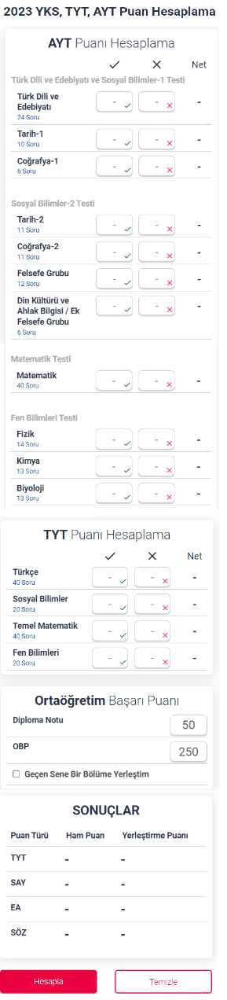 2023 YKS, TYT, AYT Puan Hesaplama
AYT Puanı Hesaplama
Net
Türk Dili ve Edebiyatı ve Sosyal Bilimler-1 Testi
Türk Dili ve
Edebiyatı
24 Soru
- - -
Tarih-1
10 Soru
- - -
Coğrafya-1
6 Soru
- - -
Sosyal Bilimler-2 Testi
Tarih-2
11 Soru
- - -
Coğrafya-2
11 Soru
- - -
Felsefe Grubu
12 Soru
- - -
Din Kültürü ve
Ahlak Bilgisi / Ek
Felsefe Grubu
6 Soru
- - -
Matematik Testi
Matematik
40 Soru
- - -
Fen Bilimleri Testi
Fizik
14 Soru
- - -
Kimya
13 Soru
- - -
Biyoloji
13 Soru
- - -
TYT Puanı Hesaplama
Net
Türkçe
40 Soru
- - -
Sosyal Bilimler
20 Soru
- - -
Temel Matematik
40 Soru
- - -
Fen Bilimleri
20 Soru
- - -
Ortaöğretim Başarı Puanı
Diploma Notu 50
OBP 250
Geçen Sene Bir Bölüme Yerleştim
SONUÇLAR
Puan Türü Ham Puan Yerleştirme Puanı
TYT - -
SAY - -
EA - -
SÖZ - -
Hesapla Temizle